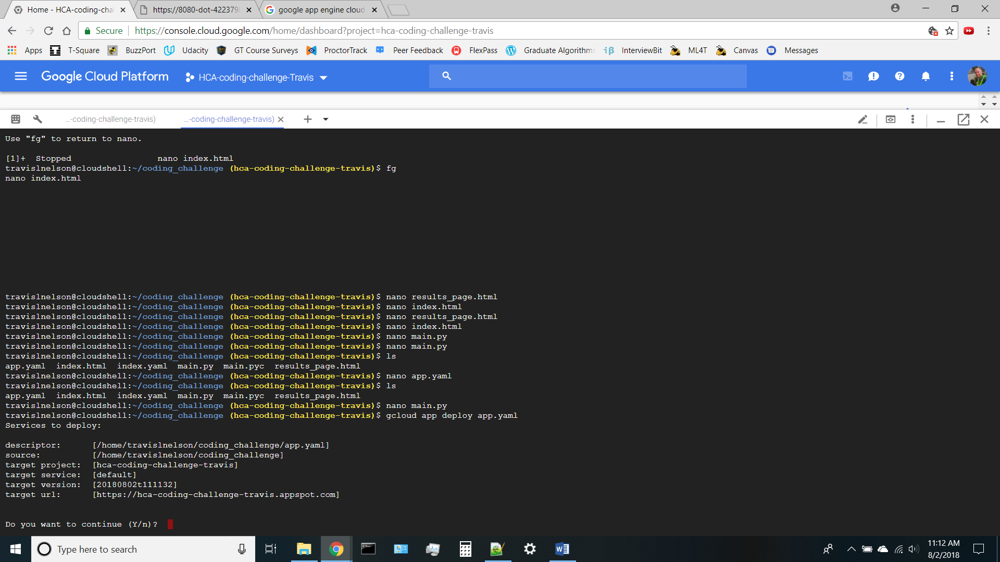 Home - HCA-coding-cha
https://8080-dot-422379
google app engine cloud
Secure
https://console.cloud.google.com/home/dashboard?project=hca-coding-challenge-travis
Apps T-Square BuzzPort Udacity GT Course Surveys ProctorTrack Peer Feedback FlexPass Graduate Algorithms InterviewBit ML4T Canvas Messages
Google Cloud Platform HCA-coding-challenge-Travis
...-coding-challenge-travis) ...-coding-challenge-travis)
Use "fg" to return to nano.
[1]+  Stopped                 nano index.html
travislnelson@cloudshell:~/coding_challenge (hca-coding-challenge-travis)$ fg
nano index.html
travislnelson@cloudshell:~/coding_challenge (hca-coding-challenge-travis)$ nano results_page.html
travislnelson@cloudshell:~/coding_challenge (hca-coding-challenge-travis)$ nano index.html
travislnelson@cloudshell:~/coding_challenge (hca-coding-challenge-travis)$ nano results_page.html
travislnelson@cloudshell:~/coding_challenge (hca-coding-challenge-travis)$ nano index.html
travislnelson@cloudshell:~/coding_challenge (hca-coding-challenge-travis)$ nano main.py
travislnelson@cloudshell:~/coding_challenge (hca-coding-challenge-travis)$ nano main.py
travislnelson@cloudshell:~/coding_challenge (hca-coding-challenge-travis)$ ls
app.yaml  index.html  index.yaml  main.py  main.pyc  results_page.html
travislnelson@cloudshell:~/coding_challenge (hca-coding-challenge-travis)$ nano app.yaml
travislnelson@cloudshell:~/coding_challenge (hca-coding-challenge-travis)$ ls
app.yaml  index.html  index.yaml  main.py  main.pyc  results_page.html
travislnelson@cloudshell:~/coding_challenge (hca-coding-challenge-travis)$ nano main.py
travislnelson@cloudshell:~/coding_challenge (hca-coding-challenge-travis)$ gcloud app deploy app.yaml
Services to deploy:
descriptor:      [/home/travislnelson/coding_challenge/app.yaml]
source:          [/home/travislnelson/coding_challenge]
target project:  [hca-coding-challenge-travis]
target service:  [default]
target version:  [20180802t111132]
target url:      [https://hca-coding-challenge-travis.appspot.com]
Do you want to continue (Y/n)?
Type here to search
11:12 AM
8/2/2018